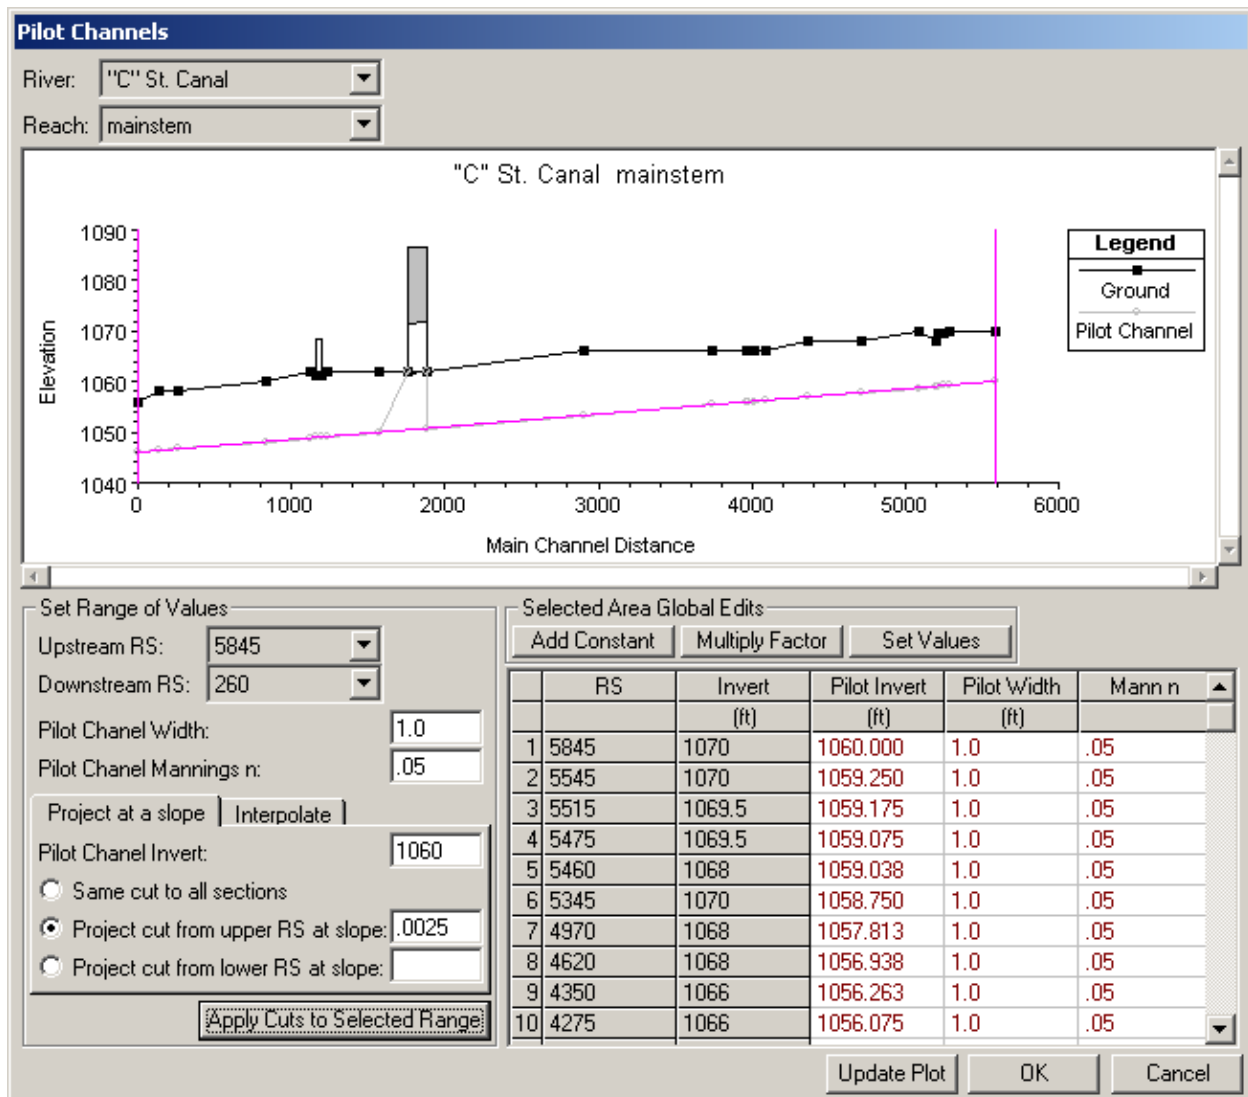 Pilot Channels
River: "C" St. Canal
Reach: mainstem
"C" St. Canal mainstem
1090
1080
1070
1060
1050
1040
Elevation
0 1000 2000 3000 4000 5000 6000
Main Channel Distance
Legend
Ground
Pilot Channel
Set Range of Values
Upstream RS: 5845
Downstream RS: 260
Pilot Chanel Width: 1.0
Pilot Chanel Mannings n: .05
Project at a slope Interpolate
Pilot Chanel Invert: 1060
Same cut to all sections
Project cut from upper RS at slope: .0025
Project cut from lower RS at slope:
Apply Cuts to Selected Range
Selected Area Global Edits
Add Constant Multiply Factor Set Values
RS Invert Pilot Invert Pilot Width Mann n
(ft) (ft) (ft)
1 5845 1070 1060.000 1.0 .05
2 5545 1070 1059.250 1.0 .05
3 5515 1069.5 1059.175 1.0 .05
4 5475 1069.5 1059.075 1.0 .05
5 5460 1068 1059.038 1.0 .05
6 5345 1070 1058.750 1.0 .05
7 4970 1068 1057.813 1.0 .05
8 4620 1068 1056.938 1.0 .05
9 4350 1066 1056.263 1.0 .05
10 4275 1066 1056.075 1.0 .05
Update Plot OK Cancel